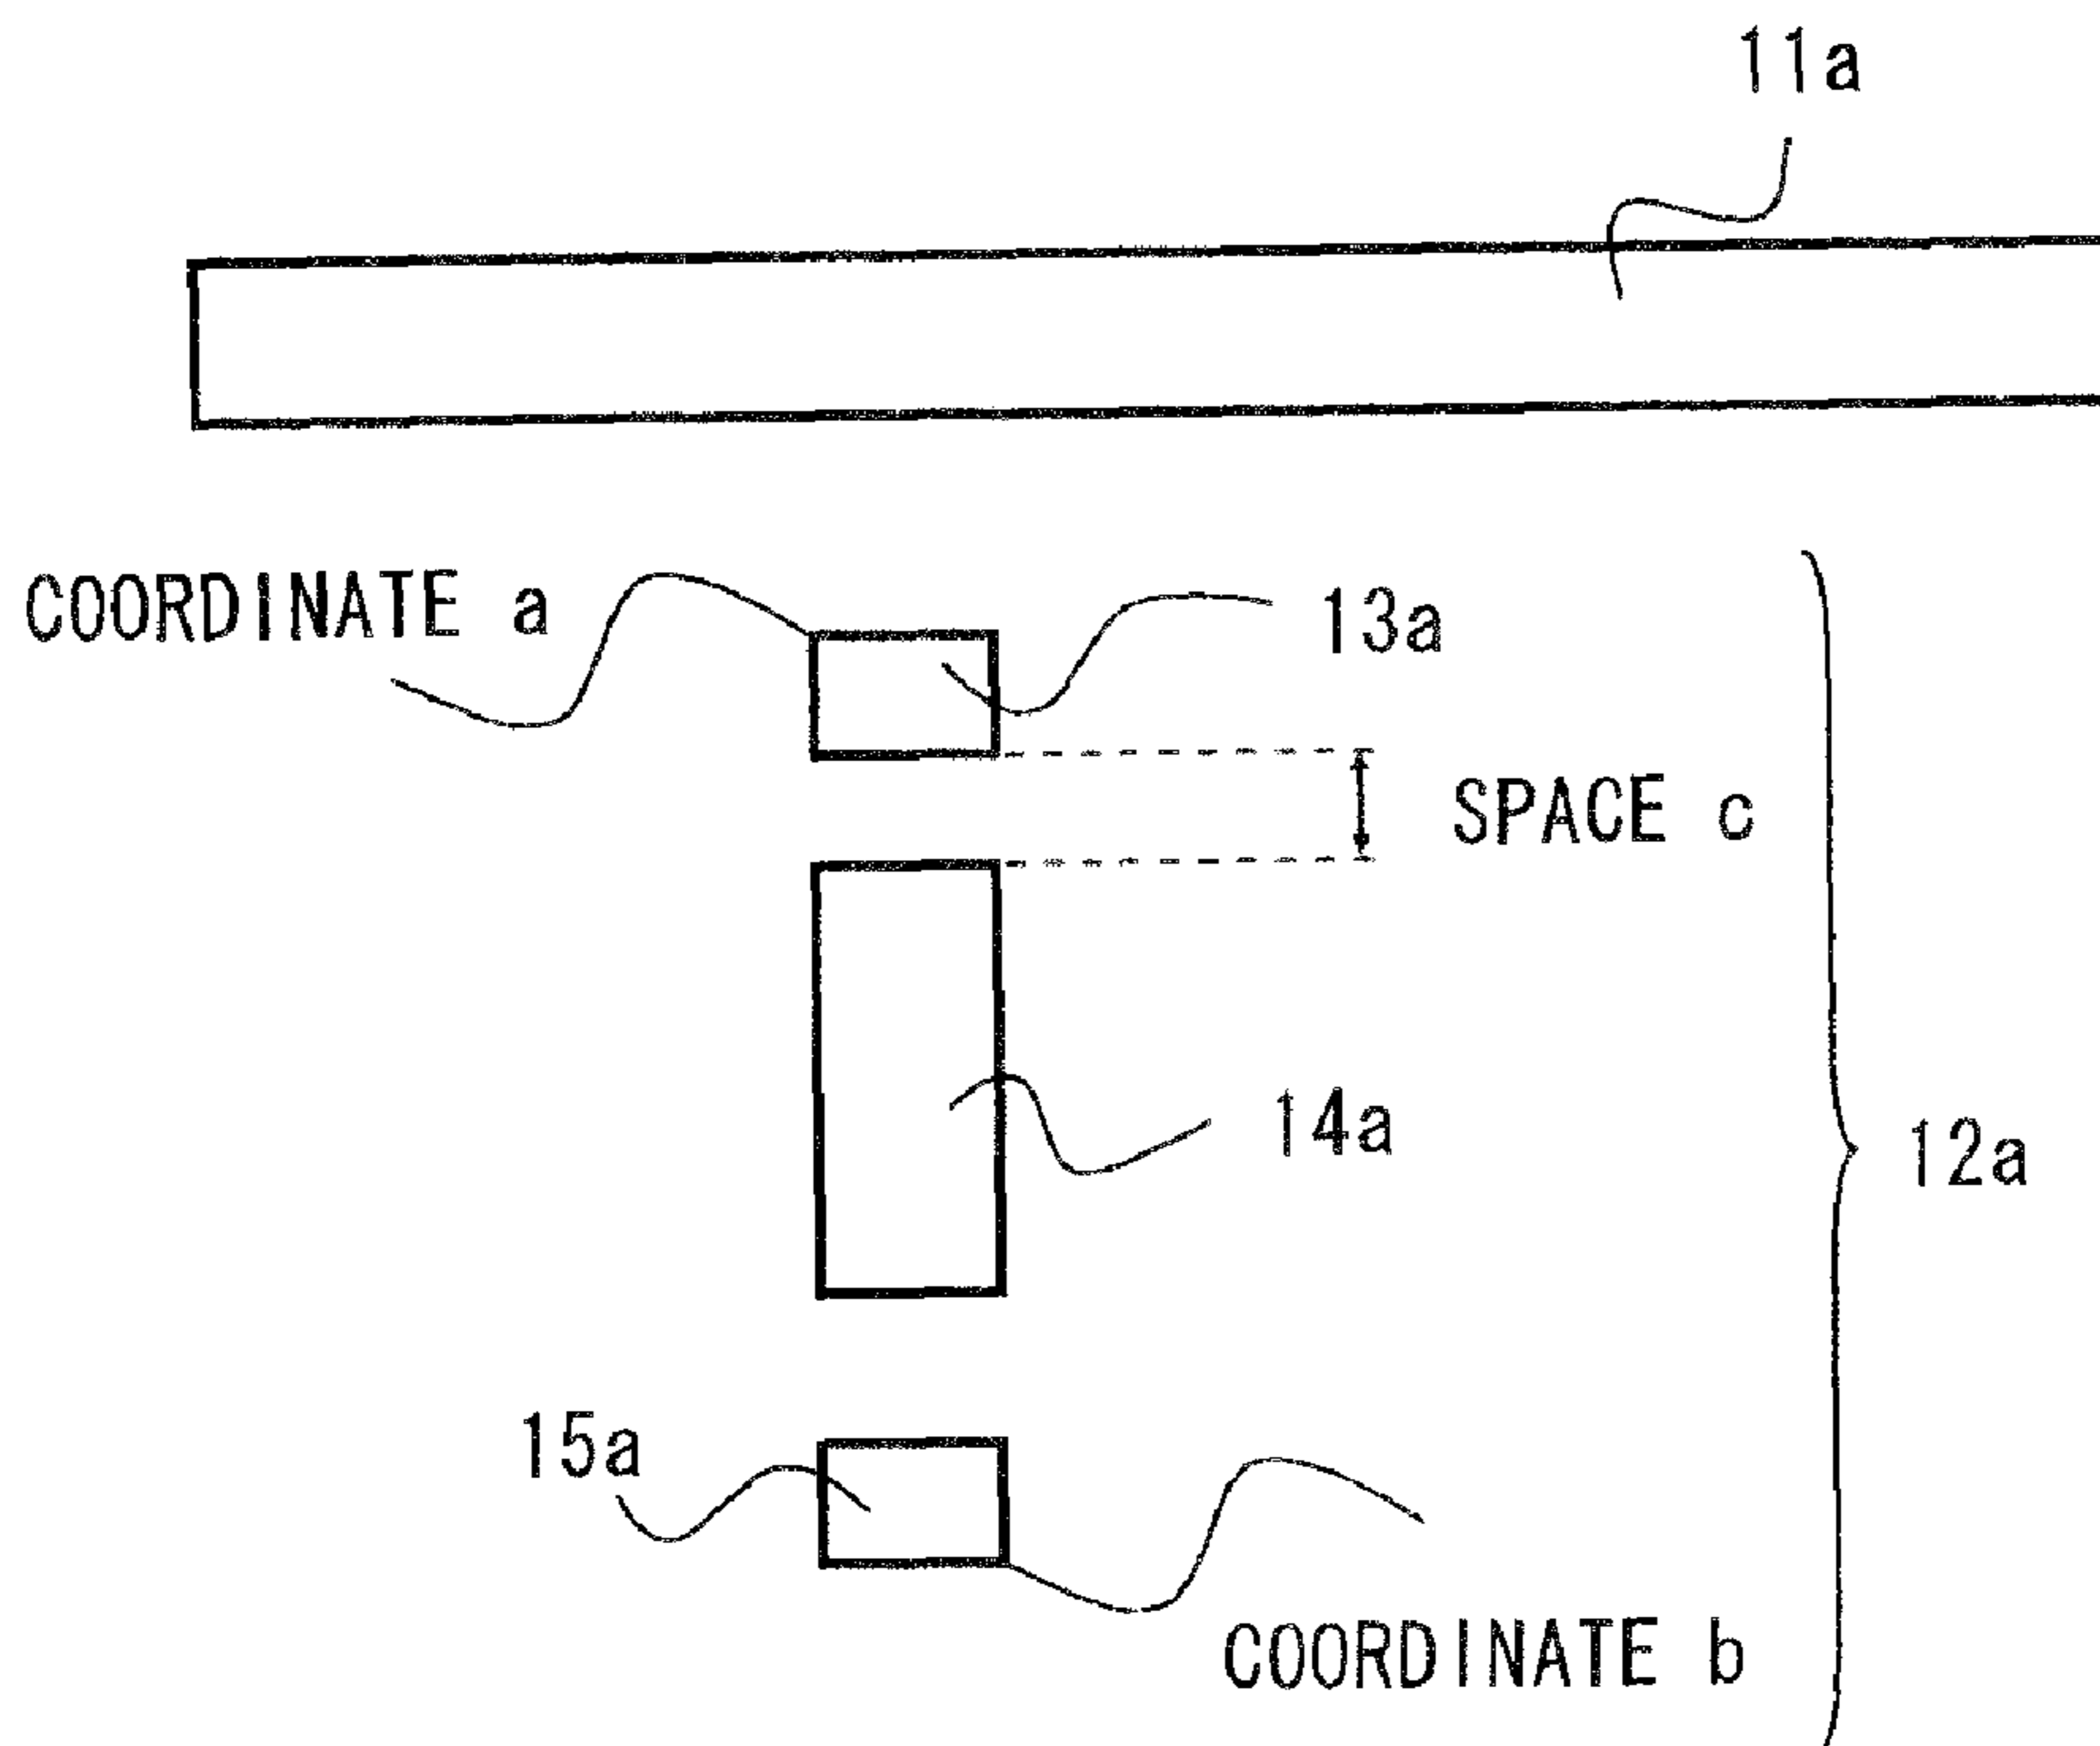 11a
COORDINATE a
13a
SPACE c
14a
12a
15a
COORDINATE b